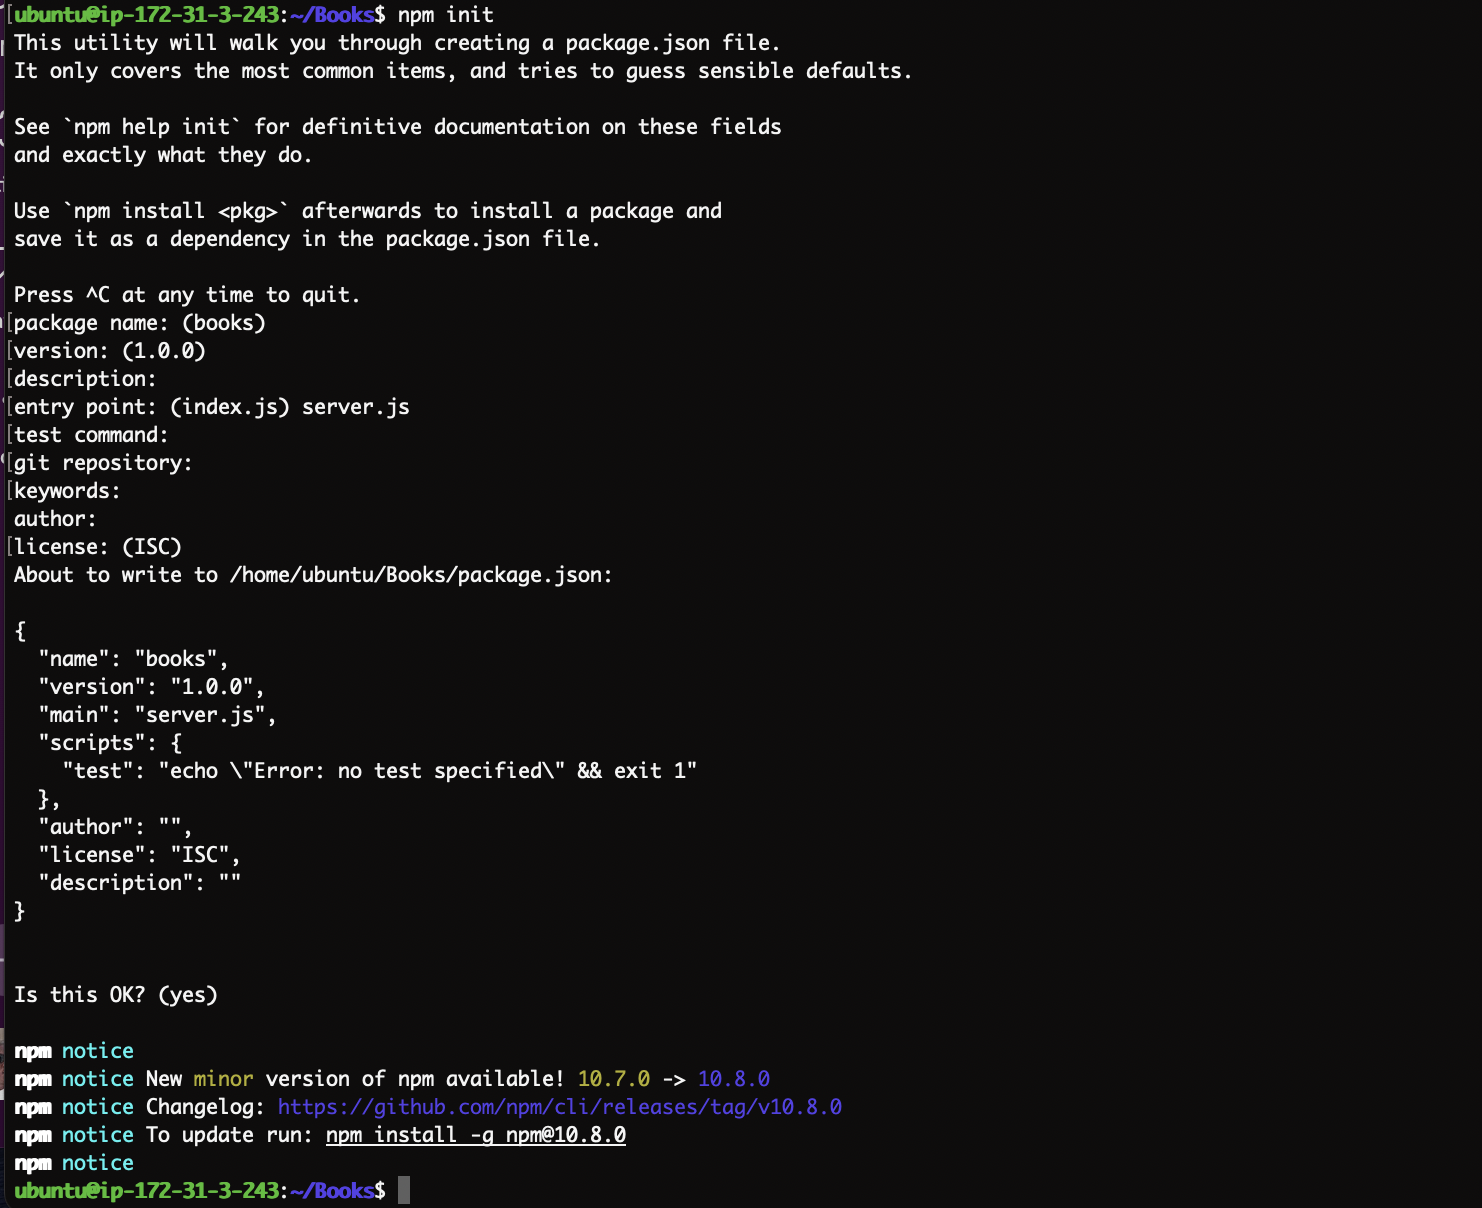 ubuntu@ip-172-31-3-243:~/Books$ npm init
This utility will walk you through creating a package.json file.
It only covers the most common items, and tries to guess sensible defaults.
See `npm help init` for definitive documentation on these fields
and exactly what they do.
Use `npm install <pkg>` afterwards to install a package and
save it as a dependency in the package.json file.
Press ^C at any time to quit.
package name: (books)
version: (1.0.0)
description:
entry point: (index.js) server.js
test command:
git repository:
keywords:
author:
license: (ISC)
About to write to /home/ubuntu/Books/package.json:
{
  "name": "books",
  "version": "1.0.0",
  "main": "server.js",
  "scripts": {
    "test": "echo \"Error: no test specified\" && exit 1"
  },
  "author": "",
  "license": "ISC",
  "description": ""
}
Is this OK? (yes)
npm notice
npm notice New minor version of npm available! 10.7.0 -> 10.8.0
npm notice Changelog: https://github.com/npm/cli/releases/tag/v10.8.0
npm notice To update run: npm install -g npm@10.8.0
npm notice
ubuntu@ip-172-31-3-243:~/Books$